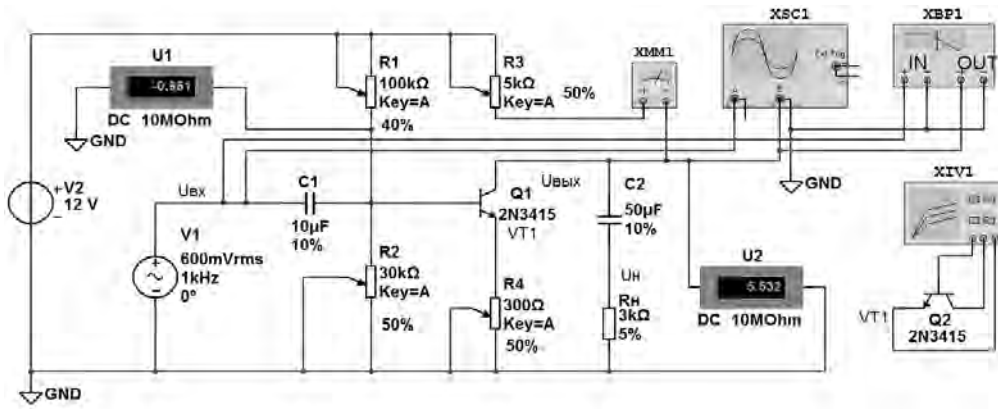 XSC1
XBP1
U1
XMM1
Ext Trig
IN OUT
-0.881
DC 10MOhm
GND
R1
100kΩ
Key=A
40%
R3
5kΩ
Key=A
50%
A
B
GND
V2
12 V
Uвх
C1
10µF
10%
Q1
2N3415
VT1
Uвых
C2
50µF
10%
XIV1
V1
600mVrms
1kHz
0°
R2
30kΩ
Key=A
50%
R4
300Ω
Key=A
50%
Uн
Rн
3kΩ
5%
U2
5.532
DC 10MOhm
VT1
Q2
2N3415
GND